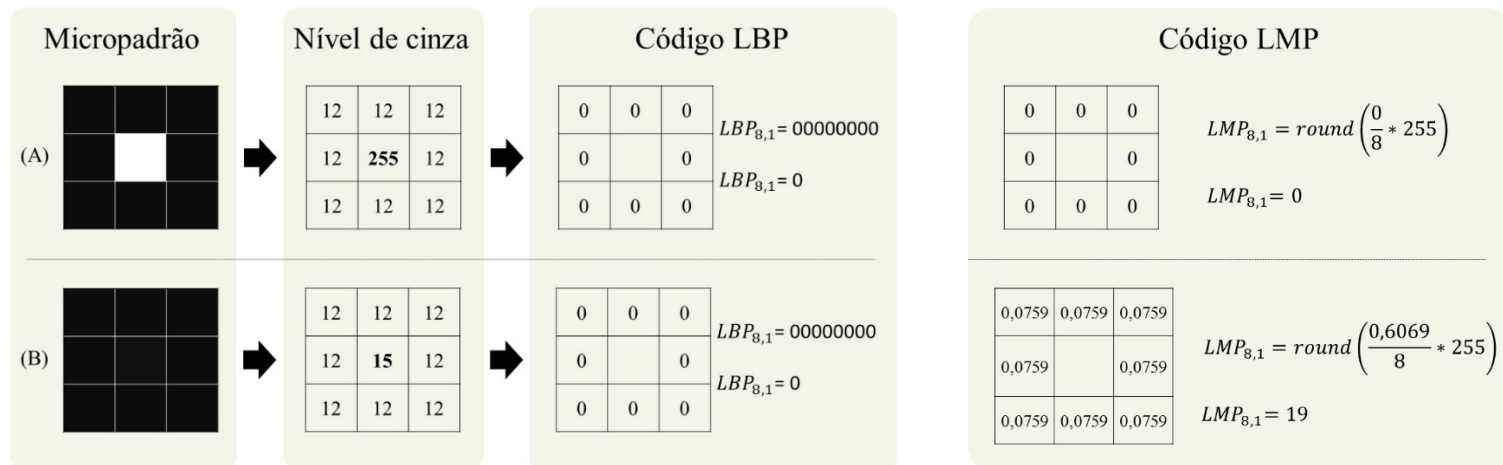 Micropadrão Nível de cinza Código LBP Código LMP
(A)
12 12 12
12 255 12
12 12 12
0 0 0
0 0
0 0 0
LBP8,1= 00000000
LBP8,1= 0
0 0 0
0 0
0 0 0
LMP8,1 = round(0/8 * 255)
LMP8,1= 0
(B)
12 12 12
12 15 12
12 12 12
0 0 0
0 0
0 0 0
LBP8,1= 00000000
LBP8,1= 0
0,0759 0,0759 0,0759
0,0759 0,0759
0,0759 0,0759 0,0759
LMP8,1 = round(0,6069/8 * 255)
LMP8,1= 19